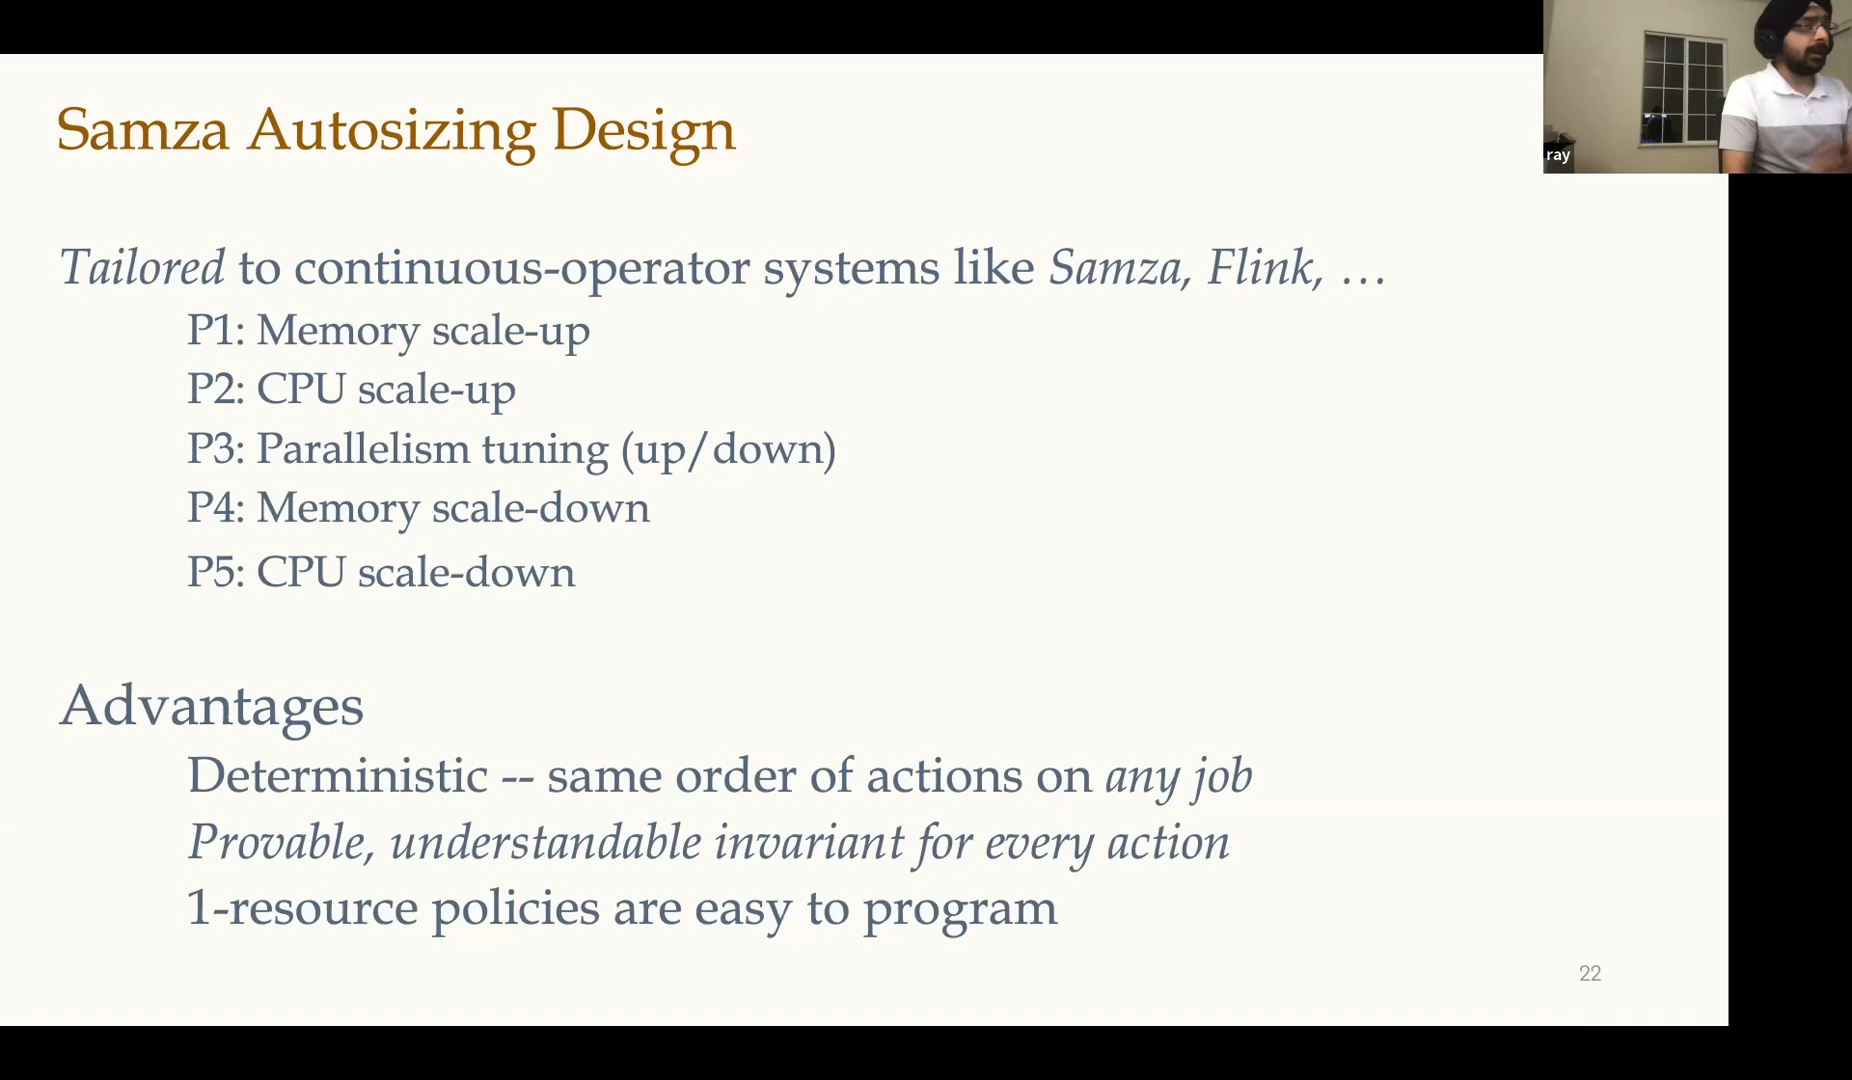 Samza Autosizing Design
ray
Tailored to continuous-operator systems like Samza, Flink, …
P1: Memory scale-up
P2: CPU scale-up
P3: Parallelism tuning (up/down)
P4: Memory scale-down
P5: CPU scale-down
Advantages
Deterministic -- same order of actions on any job
Provable, understandable invariant for every action
1-resource policies are easy to program
22